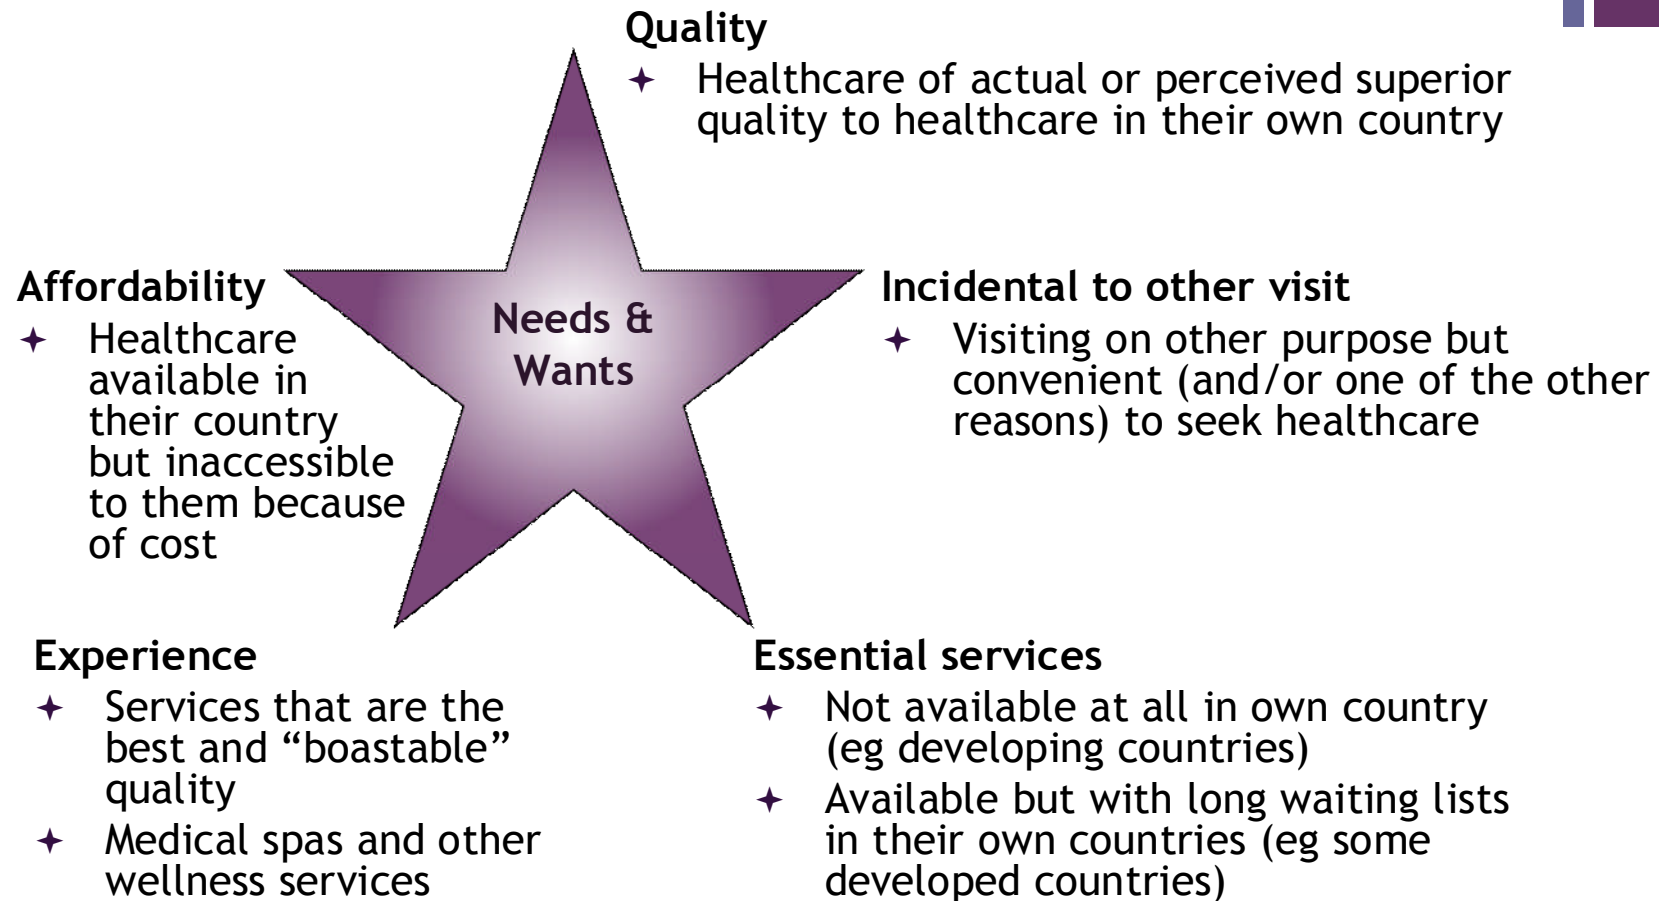 Quality
Healthcare of actual or perceived superior
quality to healthcare in their own country
Affordability
Healthcare
available in
their country
but inaccessible
to them because
of cost
Needs &
Wants
Incidental to other visit
Visiting on other purpose but
convenient (and/or one of the other
reasons) to seek healthcare
Experience
Services that are the
best and “boastable”
quality
Medical spas and other
wellness services
Essential services
Not available at all in own country
(eg developing countries)
Available but with long waiting lists
in their own countries (eg some
developed countries)